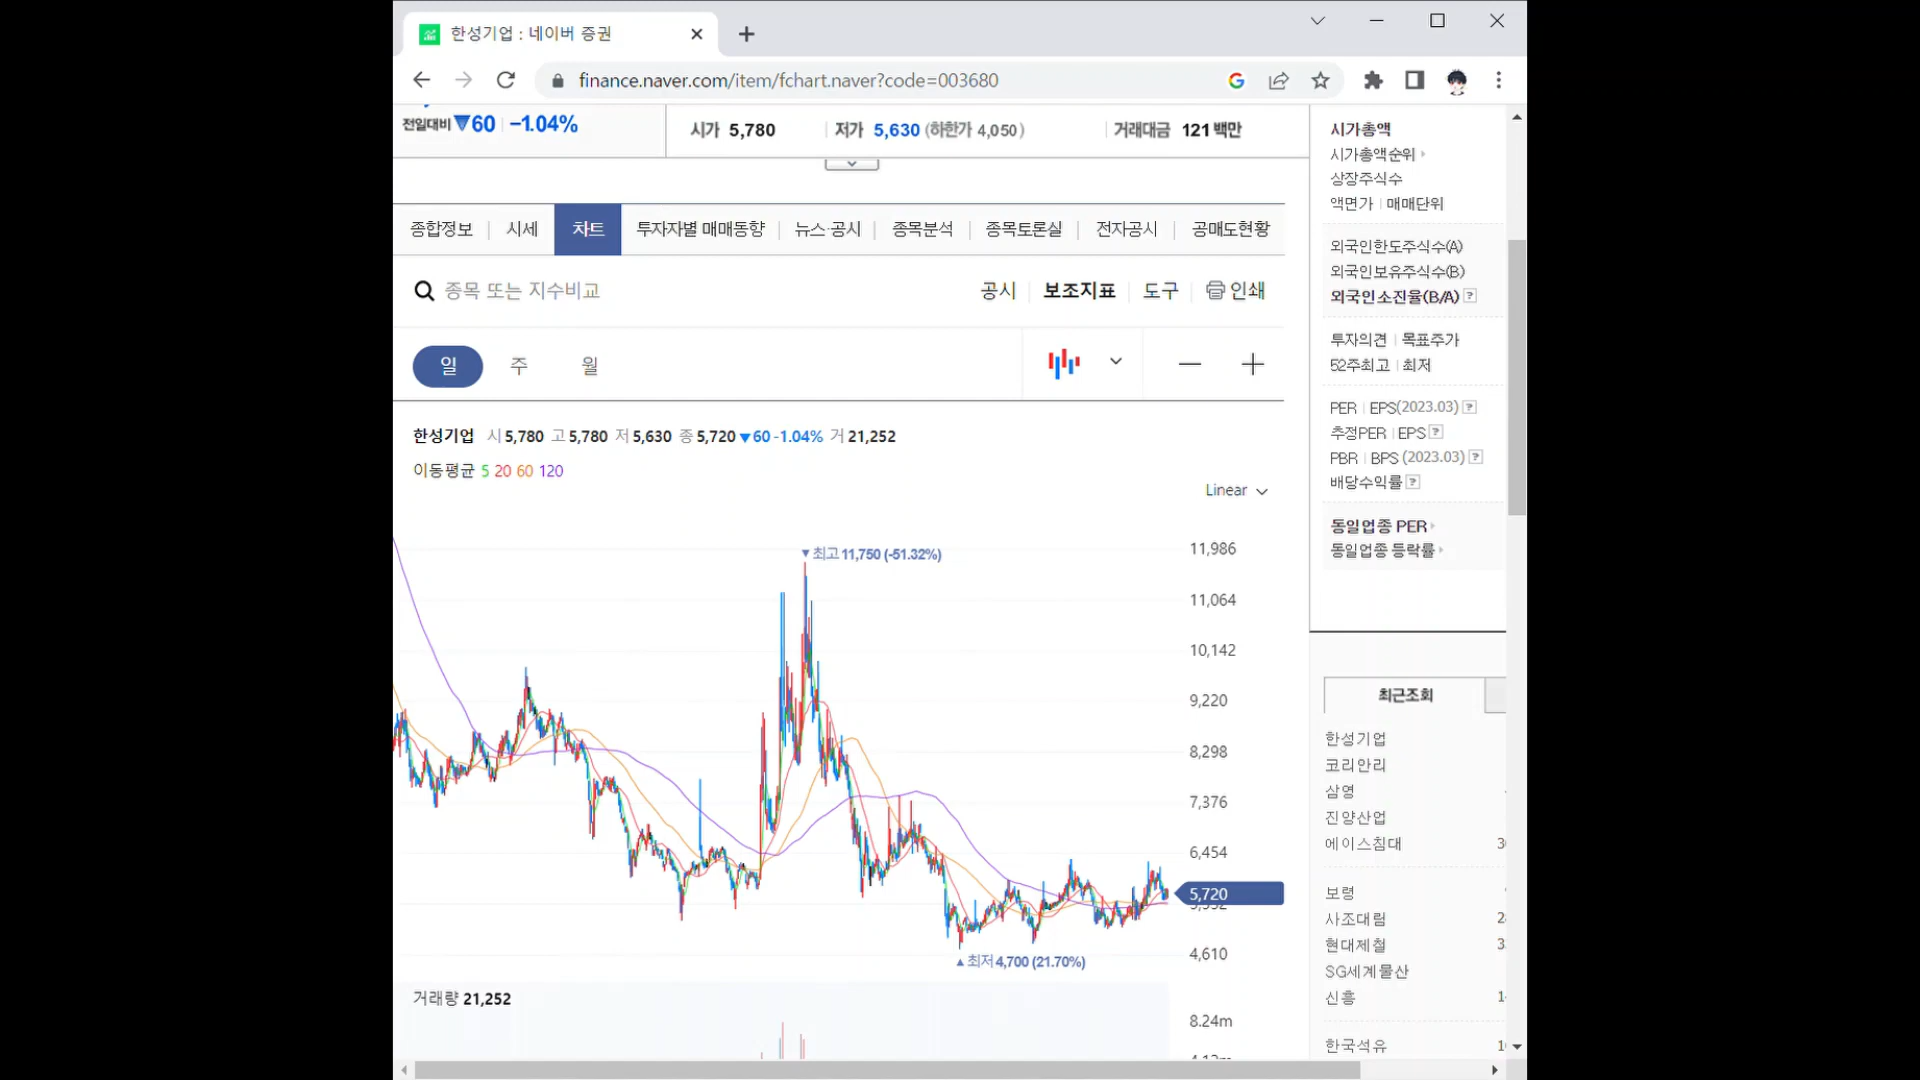 한성기업 : 네이버 증권
finance.naver.com/item/fchart.naver?code=003680
전일대비 ▼60 -1.04%
시가 5,780 저가 5,630 (하한가 4,050) 거래대금 121 백만
종합정보 시세 차트 투자자별 매매동향 뉴스·공시 종목분석 종목토론실 전자공시 공매도현황
종목 또는 지수비교 공시 보조지표 도구 인쇄
일 주 월
한성기업 시 5,780 고 5,780 저 5,630 종 5,720 ▼60 -1.04% 거 21,252
이동평균 5 20 60 120
Linear
▼최고 11,750 (-51.32%)
11,986
11,064
10,142
9,220
8,298
7,376
6,454
5,720
▲최저 4,700 (21.70%)
4,610
거래량 21,252
8.24m
시가총액
시가총액순위
상장주식수
액면가 매매단위
외국인한도주식수(A)
외국인보유주식수(B)
외국인소진율(B/A) ?
투자의견 목표주가
52주최고 최저
PER EPS(2023.03) ?
추정PER EPS ?
PBR BPS (2023.03) ?
배당수익률 ?
동일업종 PER
동일업종 등락률
최근조회
한성기업
코리안리
삼영
진양산업
에이스침대
보령
사조대림
현대제철
SG세계물산
신흥
한국석유